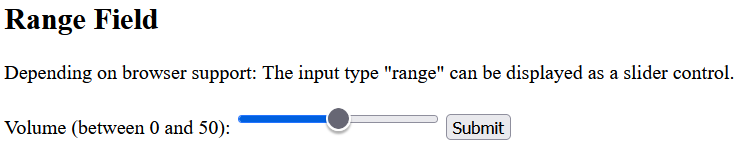 Range Field
Depending on browser support: The input type "range" can be displayed as a slider control.
Volume (between 0 and 50): Submit